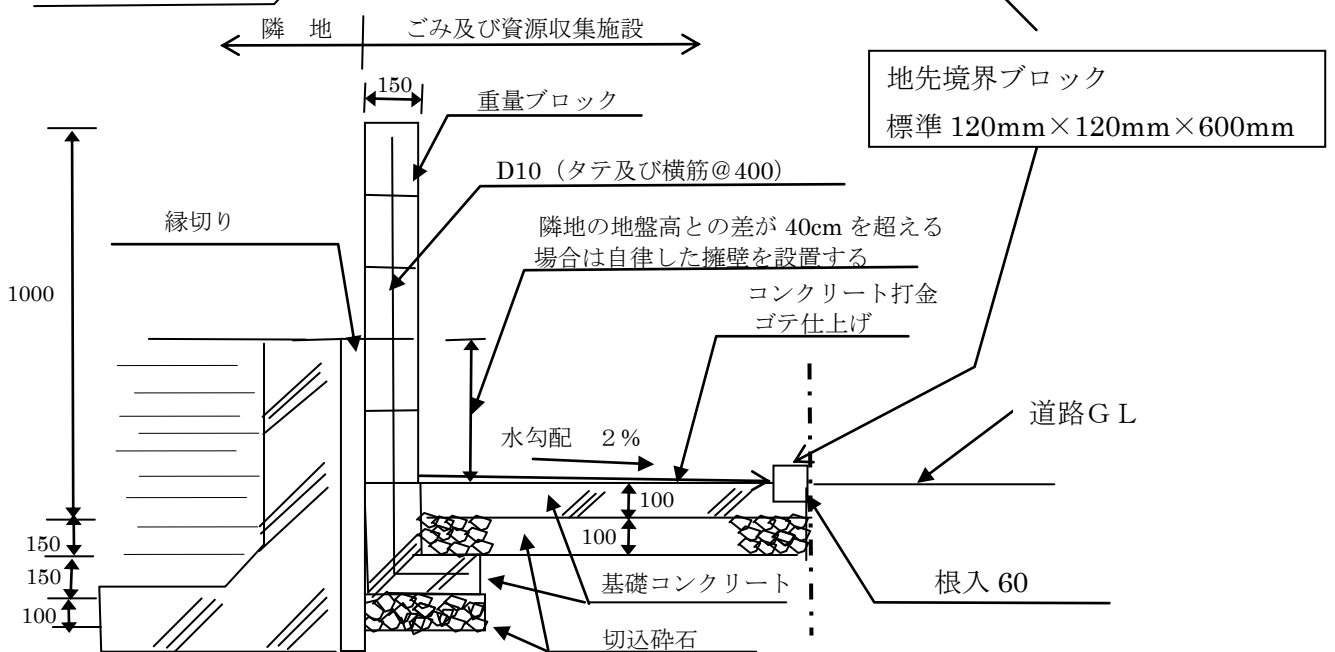 隣　地
ごみ及び資源収集施設
150
重量ブロック
地先境界ブロック
標準 120mm×120mm×600mm
D10（タテ及び横筋@400）
縁切り
隣地の地盤高との差が 40cm を超える
場合は自律した擁壁を設置する
1000
コンクリート打金
ゴテ仕上げ
道路ＧＬ
水勾配　２%
100
100
150
150
100
基礎コンクリート
根入 60
切込砕石